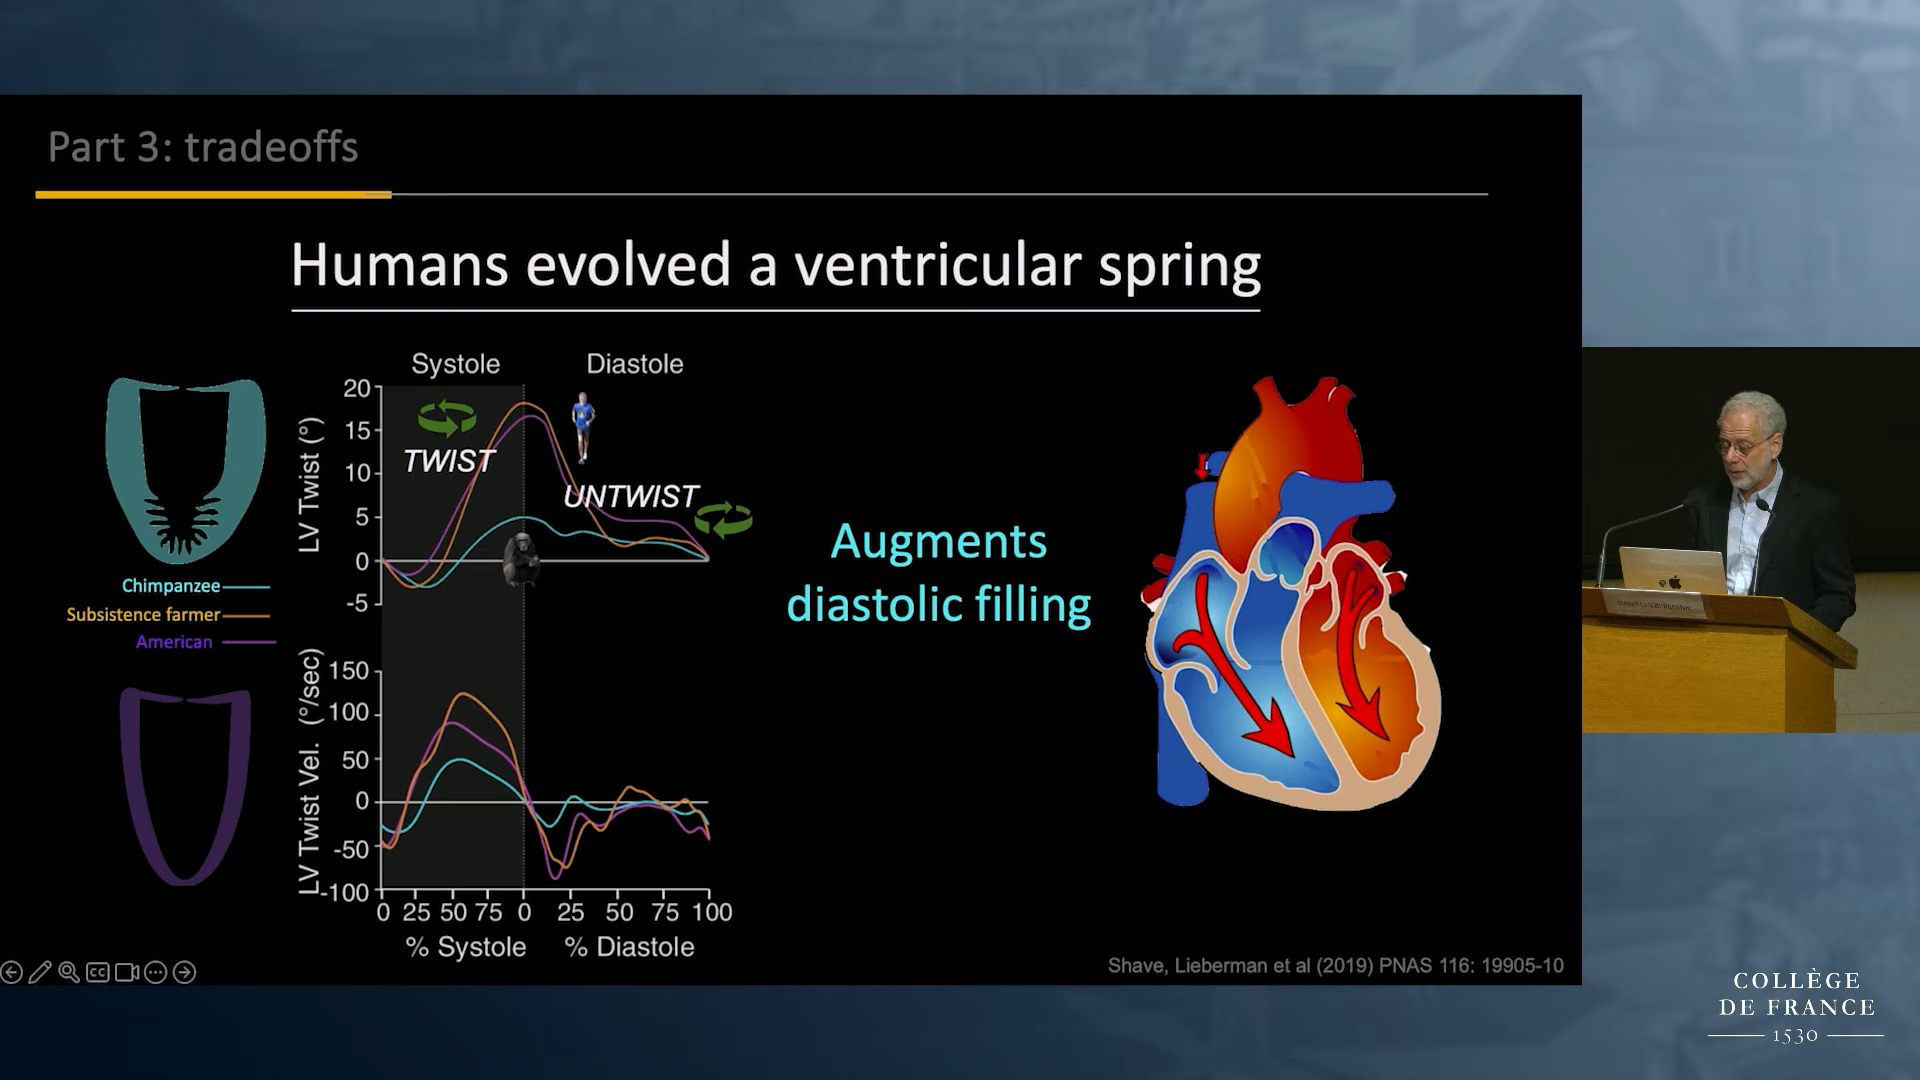 Part 3: tradeoffs
Humans evolved a ventricular spring
Systole
Diastole
LV Twist (°)
20
15
10
5
0
-5
TWIST
UNTWIST
Chimpanzee
Subsistence farmer
American
LV Twist Vel. (°/sec)
150
100
50
0
-50
-100
0 25 50 75 0 25 50 75 100
% Systole
% Diastole
Augments
diastolic filling
Shave, Lieberman et al (2019) PNAS 116: 19905-10
CC
DANIEL LIEBERMANN
COLLÈGE
DE FRANCE
1530